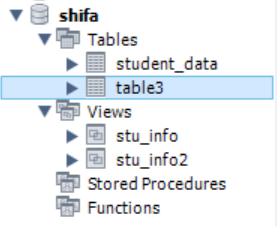 shifa
Tables
student_data
table3
Views
stu_info
stu_info2
Stored Procedures
Functions